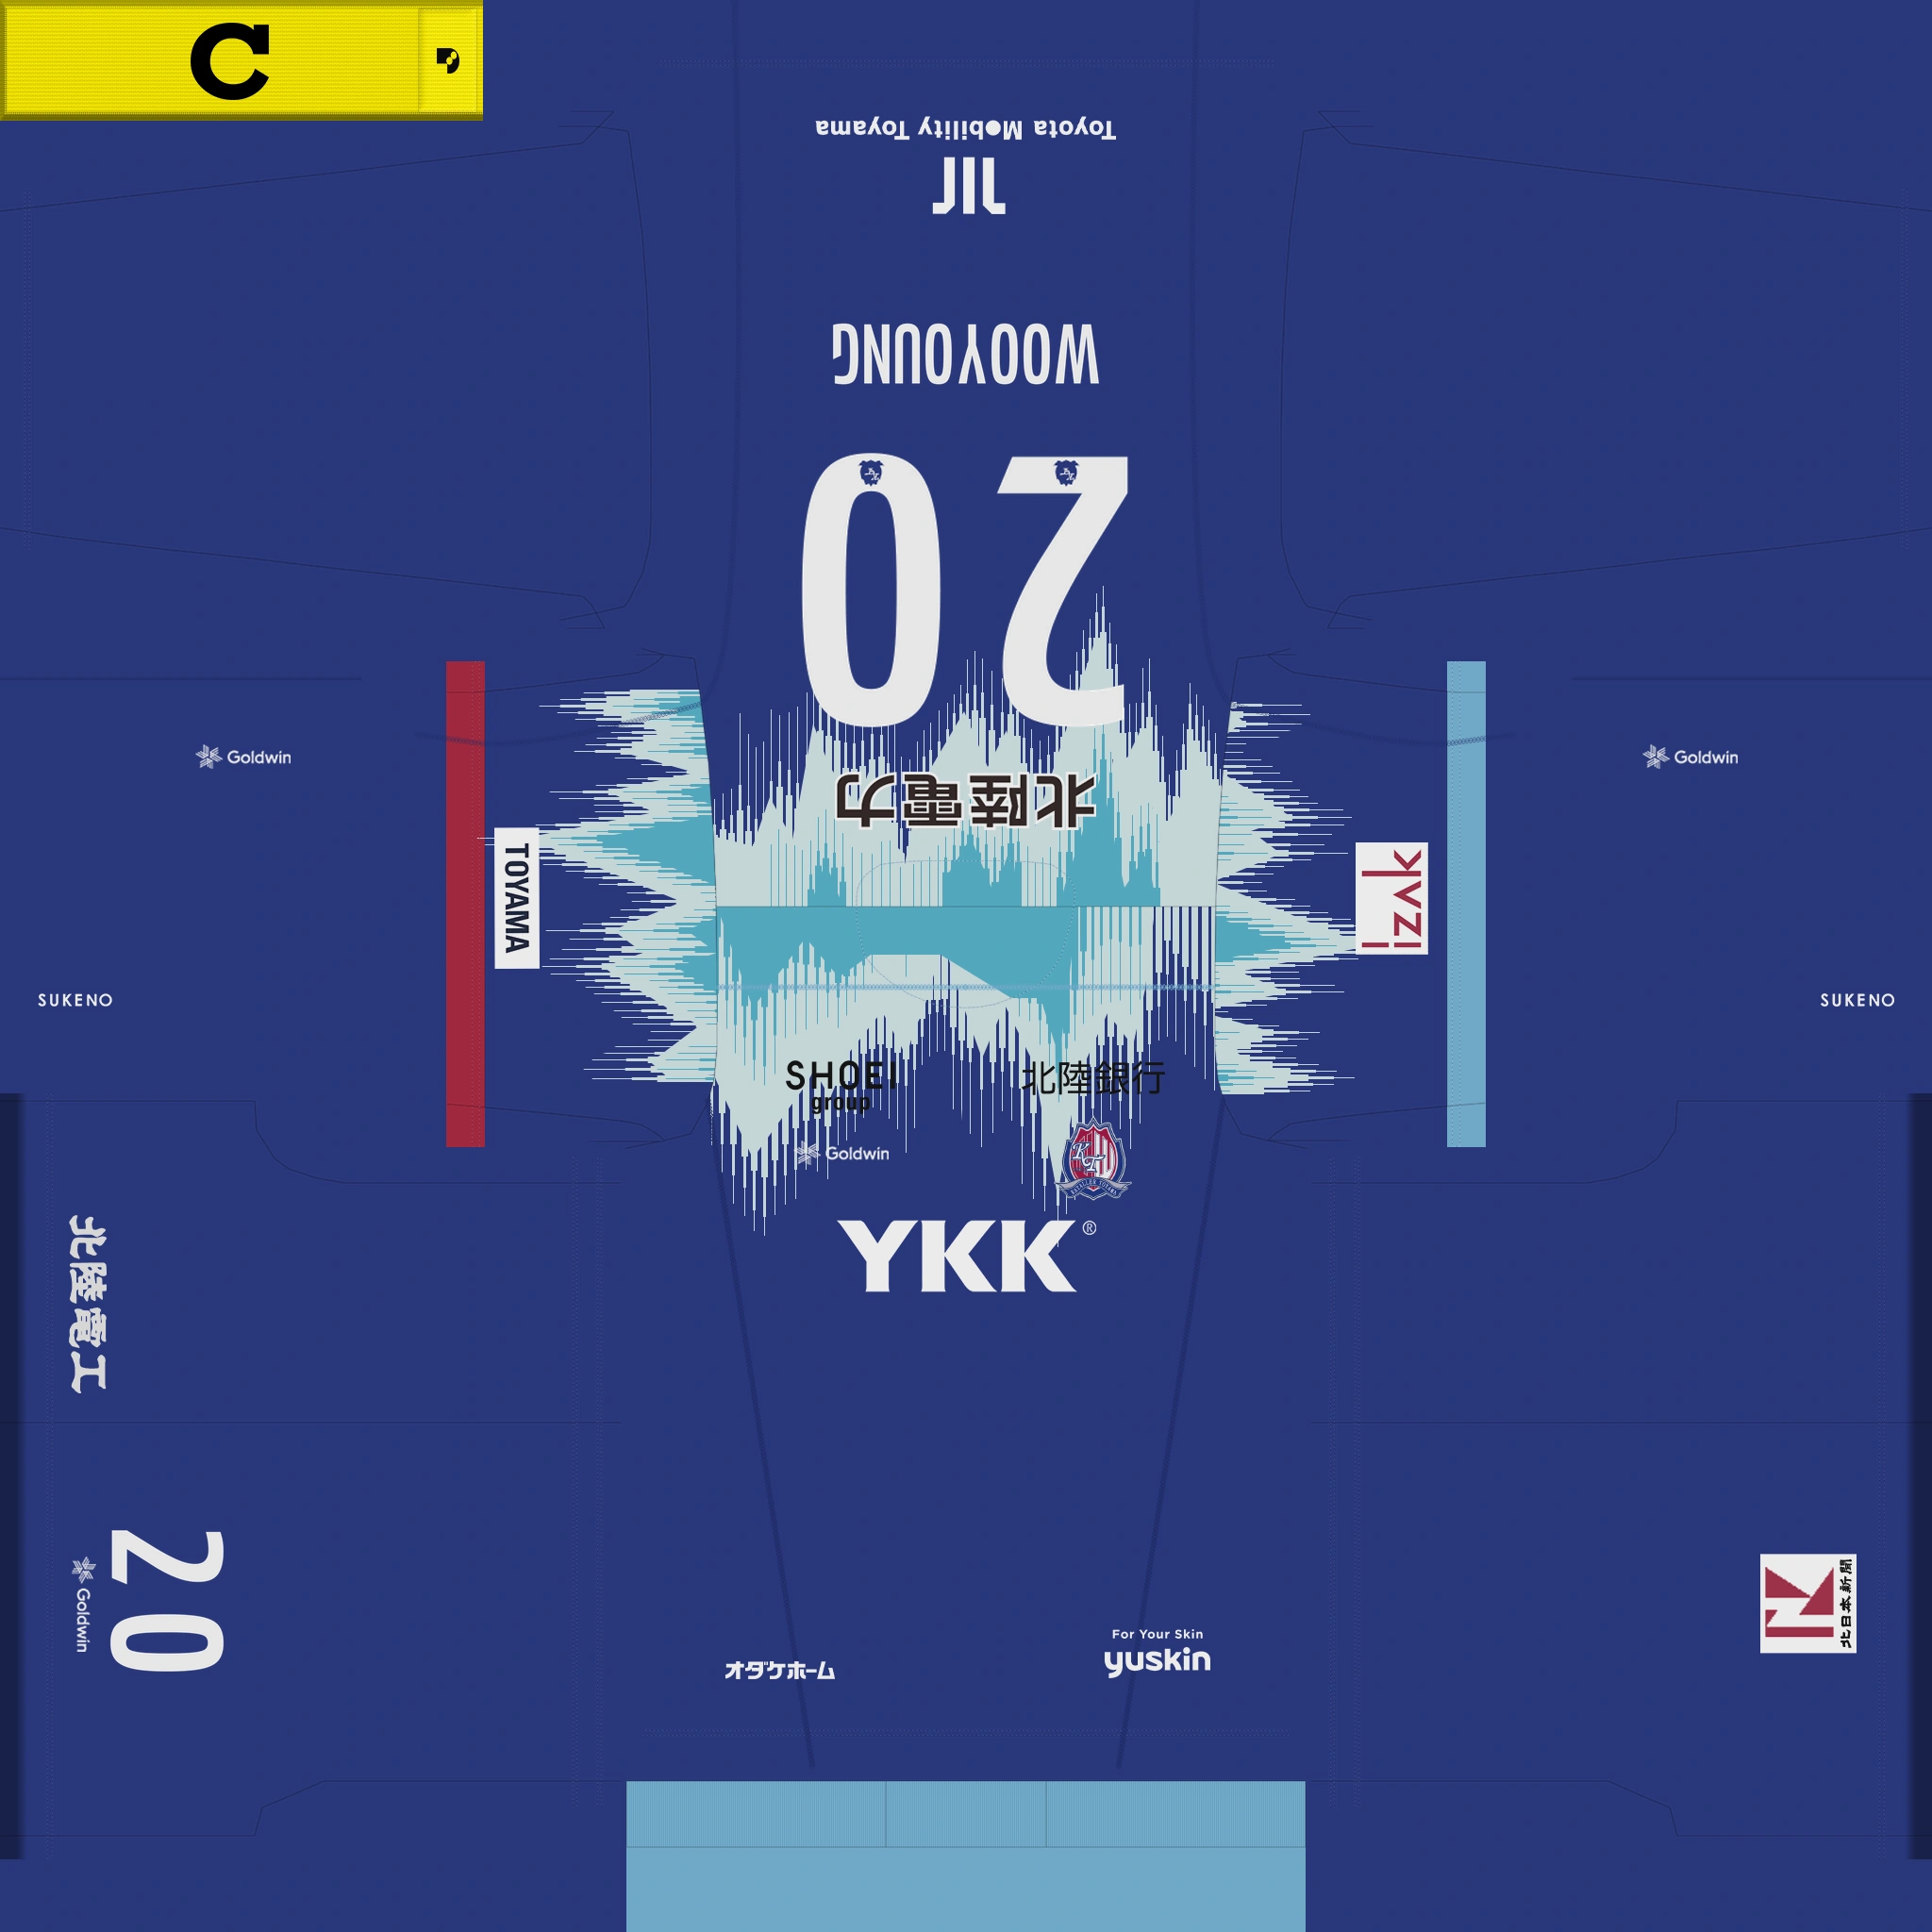 C
Toyota Mobility Toyama
WOOYOUNG
20
北陸電力
Goldwin
Goldwin
TOYAMA
SUKENO
SUKENO
SHOEI
group
北陸銀行
Goldwin
KATALLER TOYAMA
YKK®
北陸電工
20
Goldwin
オダケホーム
For Your Skin
yuskin
北日本新聞